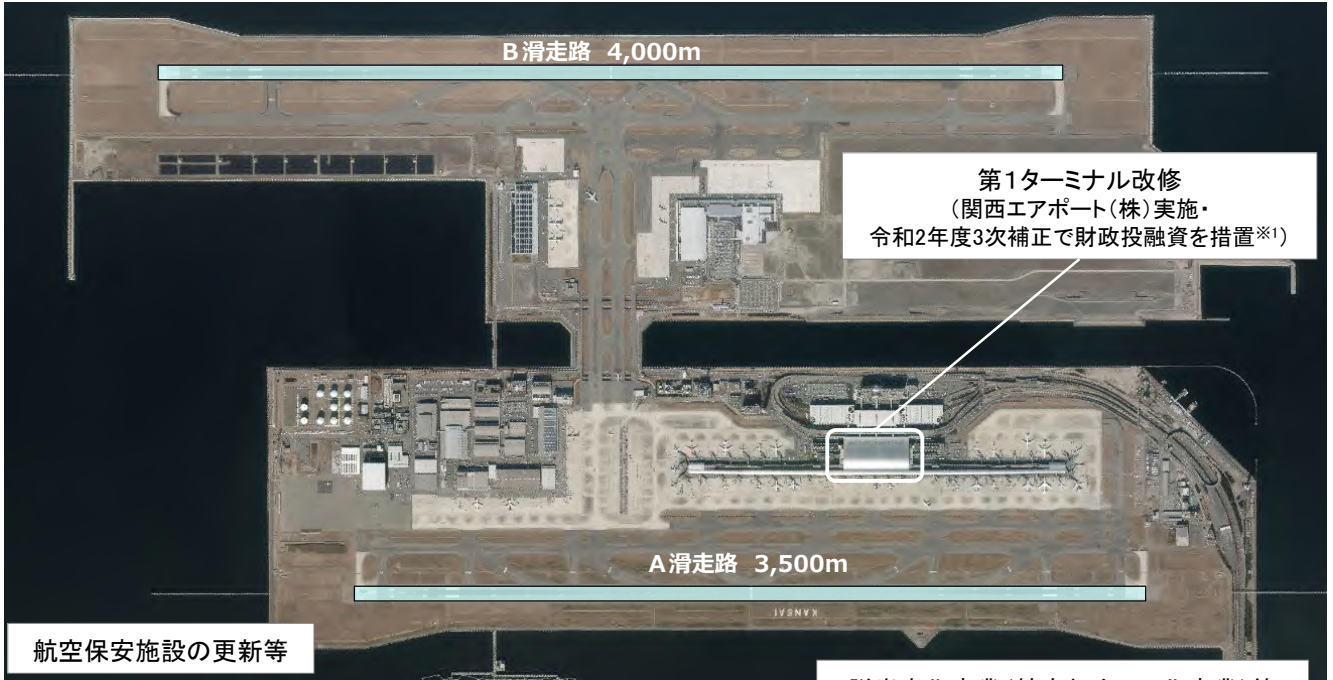 B滑走路 4,000m
第1ターミナル改修
(関西エアポート(株)実施・
令和2年度3次補正で財政投融資を措置※1)
A滑走路 3,500m
KANSAI
航空保安施設の更新等